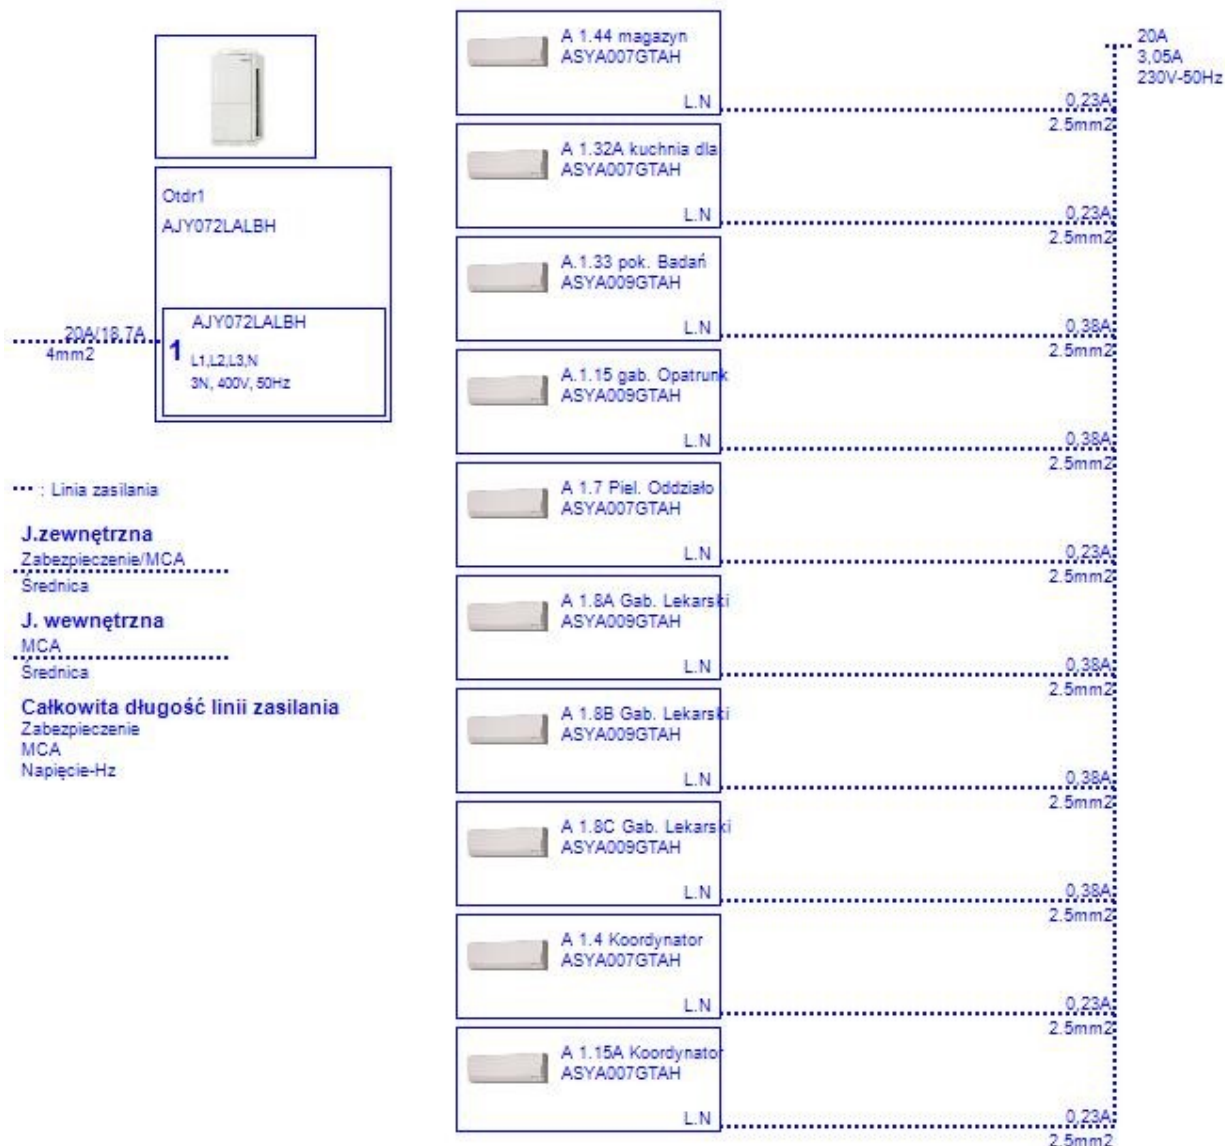 Otdr1
AJY072LALBH
20A/18,7A
4mm2
AJY072LALBH
1
L1,L2,L3,N
3N, 400V, 50Hz
: Linia zasilania
J.zewnętrzna
Zabezpieczenie/MCA
Średnica
J. wewnętrzna
MCA
Średnica
Całkowita długość linii zasilania
Zabezpieczenie
MCA
Napięcie-Hz
A 1.44 magazyn
ASYA007GTAH
L.N
0,23A
2.5mm2
A 1.32A kuchnia dla
ASYA007GTAH
L.N
0,23A
2.5mm2
A.1.33 pok. Badań
ASYA009GTAH
L.N
0,38A
2.5mm2
A.1.15 gab. Opatrunk
ASYA009GTAH
L.N
0,38A
2.5mm2
A 1.7 Piel. Oddziało
ASYA007GTAH
L.N
0,23A
2.5mm2
A 1.8A Gab. Lekarski
ASYA009GTAH
L.N
0,38A
2.5mm2
A 1.8B Gab. Lekarski
ASYA009GTAH
L.N
0,38A
2.5mm2
A 1.8C Gab. Lekarski
ASYA009GTAH
L.N
0,38A
2.5mm2
A 1.4 Koordynator
ASYA007GTAH
L.N
0,23A
2.5mm2
A 1.15A Koordynator
ASYA007GTAH
L.N
0,23A
2.5mm2
20A
3,05A
230V-50Hz